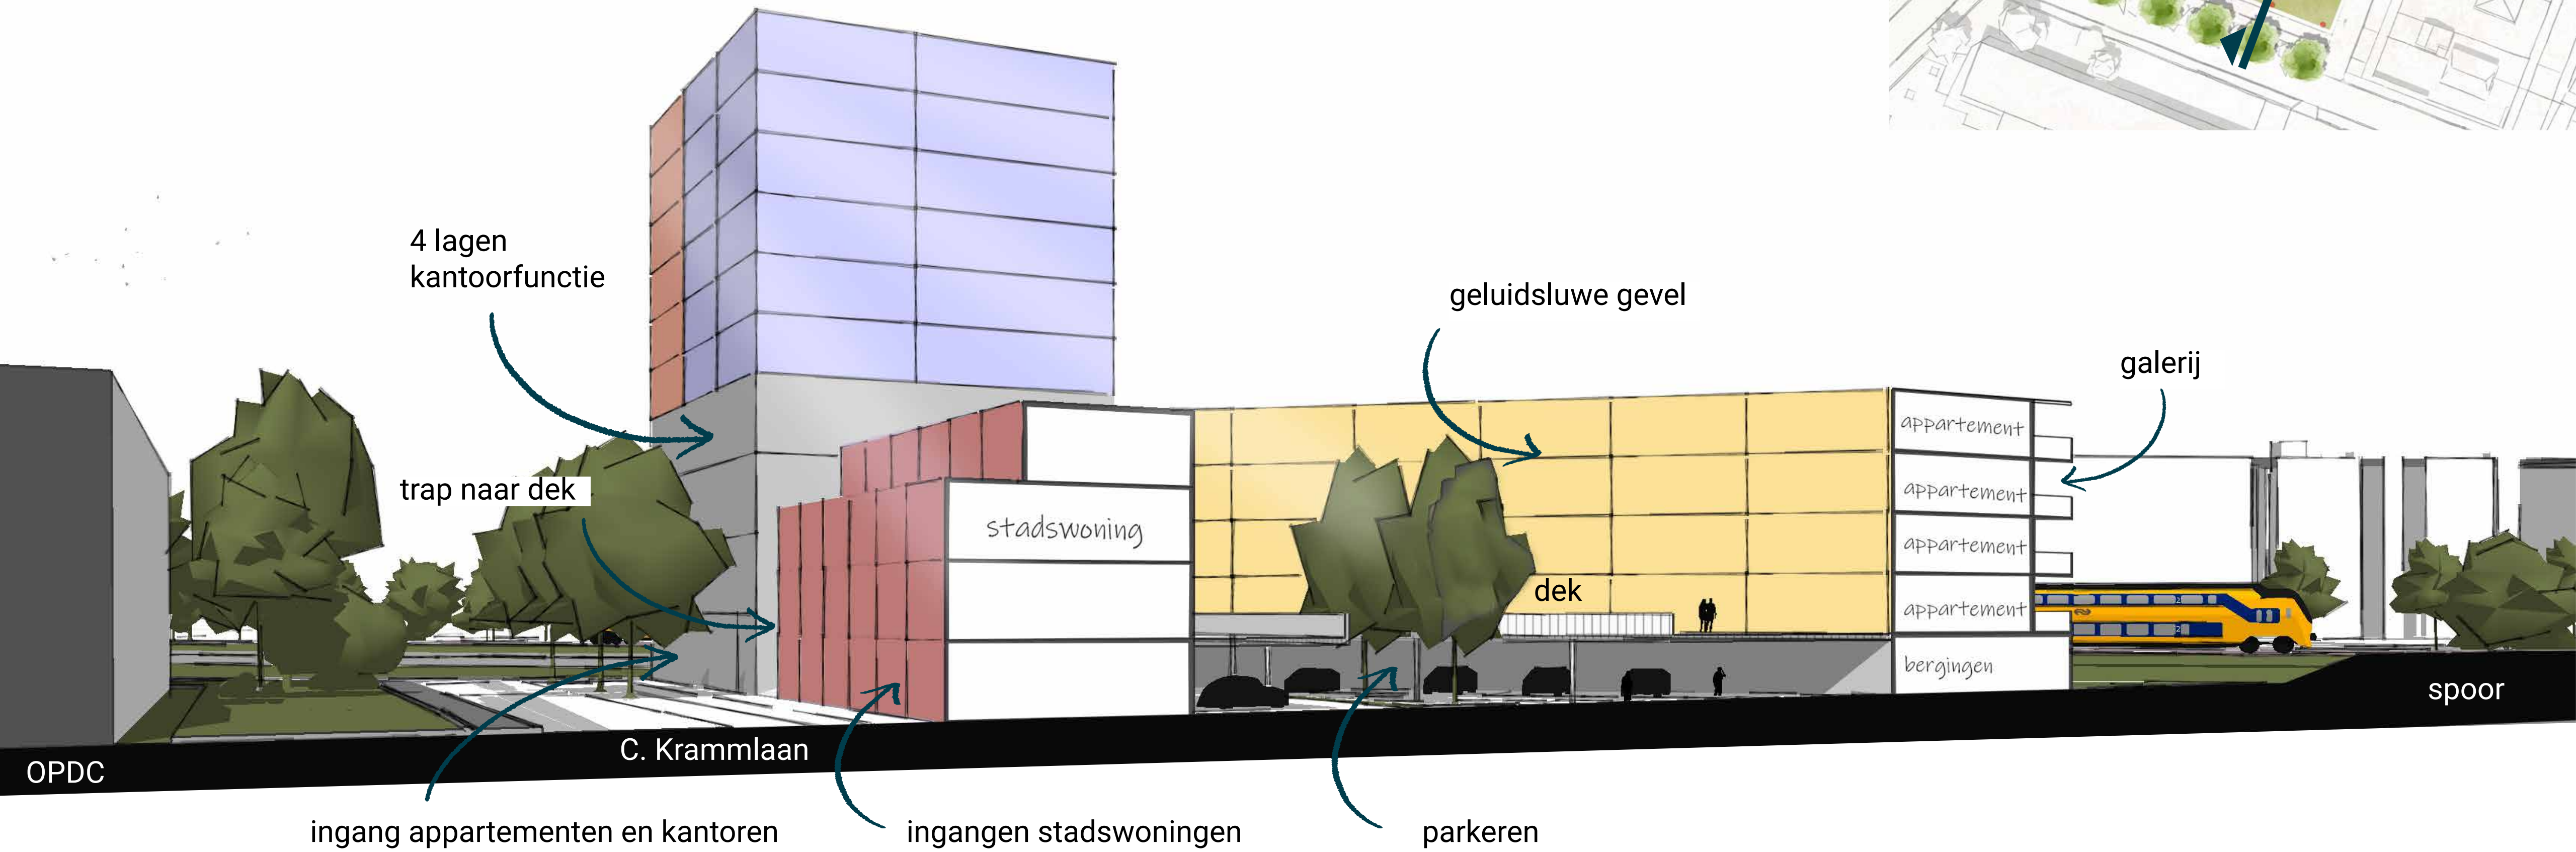 4 lagen
kantoorfunctie
geluidsluwe gevel
galerij
appartement
trap naar dek
appartement
stadswoning
appartement
dek
appartement
bergingen
spoor
C. Krammlaan
OPDC
ingang appartementen en kantoren
ingangen stadswoningen
parkeren